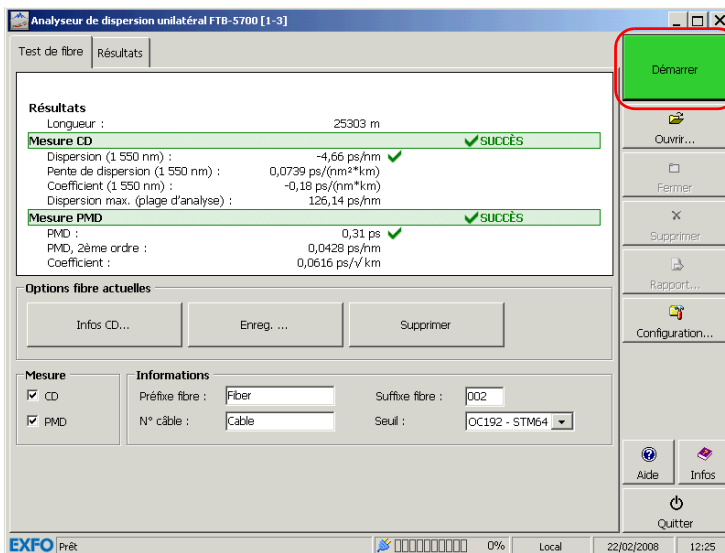 Analyseur de dispersion unilatéral FTB-5700 [1-3]
Test de fibre
Résultats
Résultats
Longueur : 25303 m
Mesure CD SUCCÈS
Dispersion (1 550 nm) : -4,66 ps/nm
Pente de dispersion (1 550 nm) : 0,0739 ps/(nm²*km)
Coefficient (1 550 nm) : -0,18 ps/(nm*km)
Dispersion max. (plage d'analyse) : 126,14 ps/nm
Mesure PMD SUCCÈS
PMD : 0,31 ps
PMD, 2ème ordre : 0,0428 ps/nm
Coefficient : 0,0616 ps/√km
Options fibre actuelles
Infos CD...
Enreg. ...
Supprimer
Mesure
CD
PMD
Informations
Préfixe fibre : Fiber
Suffixe fibre : 002
N° câble : Cable
Seuil : OC192 - STM64
Démarrer
Ouvrir...
Fermer
Supprimer
Rapport...
Configuration...
Aide
Infos
Quitter
EXFO Prêt 0% Local 22/02/2008 12:25